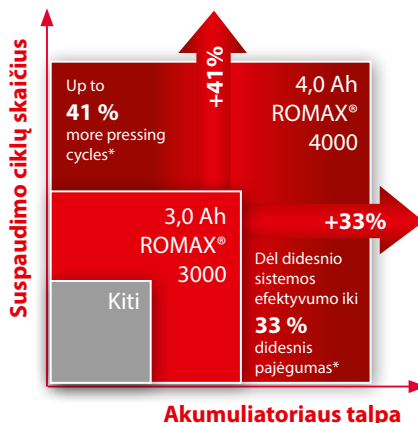 Suspaudimo ciklų skaičius
Up to
41 %
more pressing
cycles*
+41%
4,0 Ah
ROMAX®
4000
+33%
3,0 Ah
ROMAX®
3000
Kiti
Dėl didesnio
sistemos
efektyvumo iki
33 %
didesnis
pajėgumas*
Akumuliatoriaus talpa